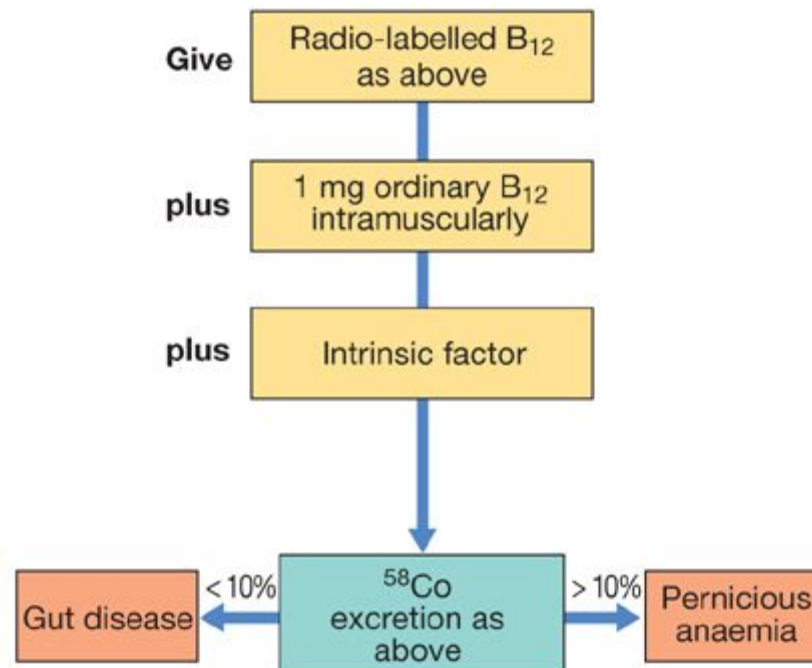 Give
Radio-labelled B₁₂
as above
plus
1 mg ordinary B₁₂
intramuscularly
plus
Intrinsic factor
Gut disease
< 10%
⁵⁸Co
excretion as
above
> 10%
Pernicious
anaemia